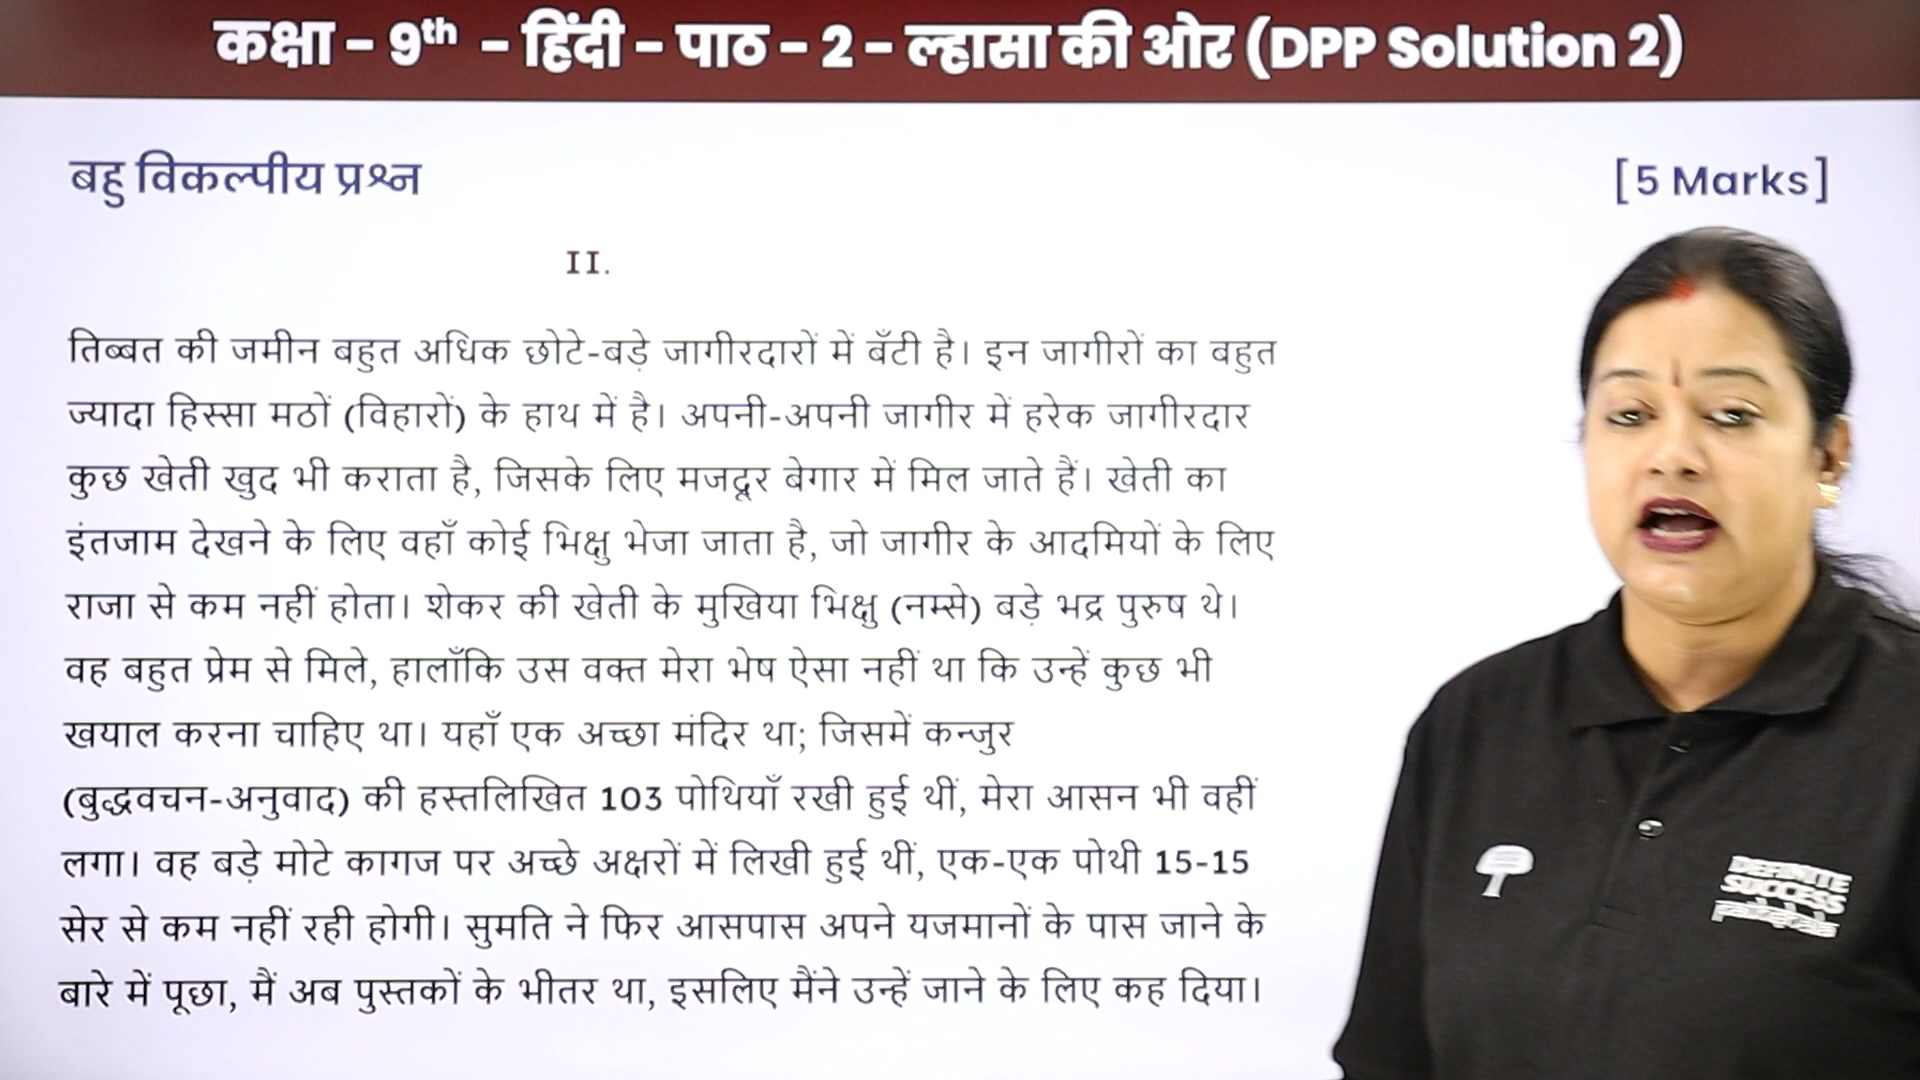 कक्षा – 9th – हिंदी – पाठ – 2 – ल्हासा की ओर (DPP Solution 2)
बहु विकल्पीय प्रश्न [5 Marks]
II.
तिब्बत की जमीन बहुत अधिक छोटे-बड़े जागीरदारों में बँटी है। इन जागीरों का बहुत
ज्यादा हिस्सा मठों (विहारों) के हाथ में है। अपनी-अपनी जागीर में हरेक जागीरदार
कुछ खेती खुद भी कराता है, जिसके लिए मजदूर बेगार में मिल जाते हैं। खेती का
इंतजाम देखने के लिए वहाँ कोई भिक्षु भेजा जाता है, जो जागीर के आदमियों के लिए
राजा से कम नहीं होता। शेकर की खेती के मुखिया भिक्षु (नम्से) बड़े भद्र पुरुष थे।
वह बहुत प्रेम से मिले, हालाँकि उस वक्त मेरा भेष ऐसा नहीं था कि उन्हें कुछ भी
खयाल करना चाहिए था। यहाँ एक अच्छा मंदिर था; जिसमें कन्जुर
(बुद्धवचन-अनुवाद) की हस्तलिखित 103 पोथियाँ रखी हुई थीं, मेरा आसन भी वहीं
लगा। वह बड़े मोटे कागज पर अच्छे अक्षरों में लिखी हुई थीं, एक-एक पोथी 15-15
सेर से कम नहीं रही होगी। सुमति ने फिर आसपास अपने यजमानों के पास जाने के
बारे में पूछा, मैं अब पुस्तकों के भीतर था, इसलिए मैंने उन्हें जाने के लिए कह दिया।
DEFINITE
SUCCESS